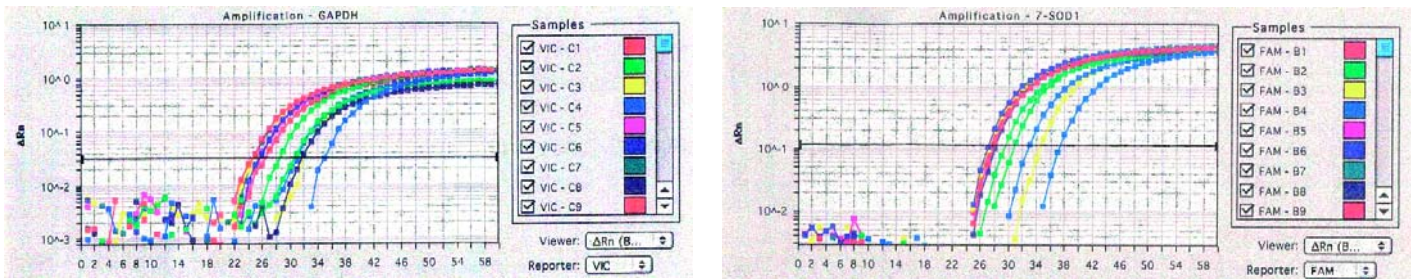 Amplification - GAPDH
10^1
10^0
10^-1
10^-2
10^-3
ΔRn
0 2 4 6 8 10 14 18 22 26 30 34 38 42 46 50 54 58
Samples
VIC - C1
VIC - C2
VIC - C3
VIC - C4
VIC - C5
VIC - C6
VIC - C7
VIC - C8
VIC - C9
Viewer: ΔRn (B...
Reporter: VIC
Amplification - 7-SOD1
10^1
10^0
10^-1
10^-2
ΔRn
0 2 4 6 8 10 14 18 22 26 30 34 38 42 46 50 54 58
Samples
FAM - B1
FAM - B2
FAM - B3
FAM - B4
FAM - B5
FAM - B6
FAM - B7
FAM - B8
FAM - B9
Viewer: ΔRn (B...
Reporter: FAM